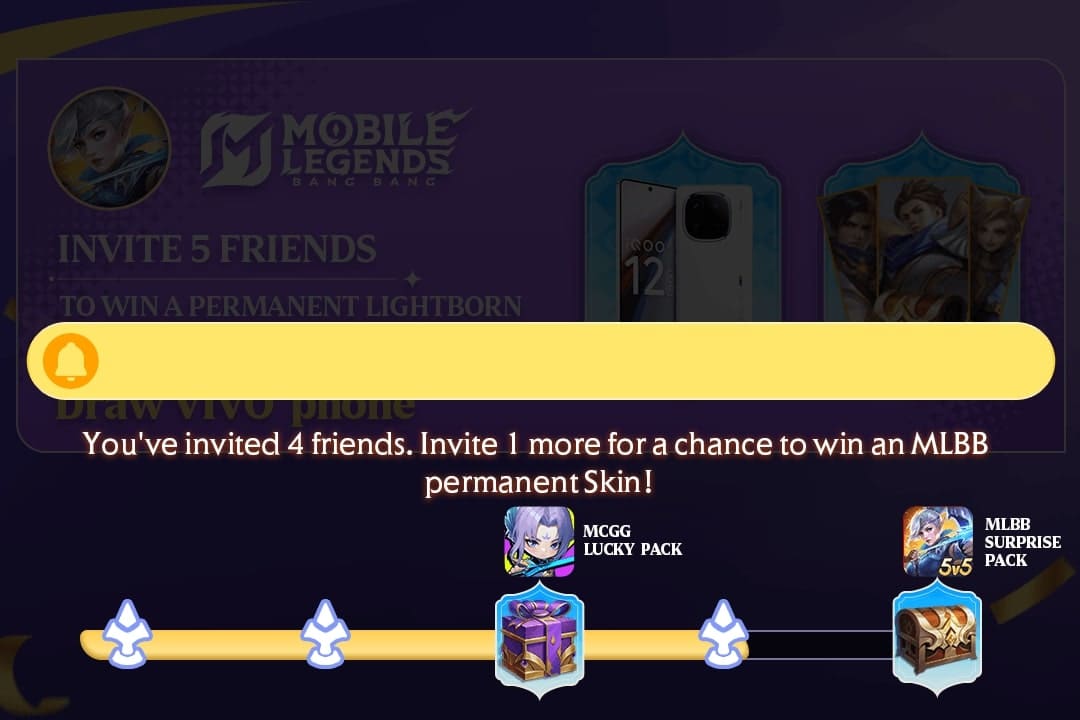 MOBILE
LEGENDS
BANG BANG
INVITE 5 FRIENDS
TO WIN A PERMANENT LIGHTBORN
iQOO
12
Draw VIVO phone
You've invited 4 friends. Invite 1 more for a chance to win an MLBB
permanent Skin!
MCGG
LUCKY PACK
MLBB
SURPRISE
PACK
5v5